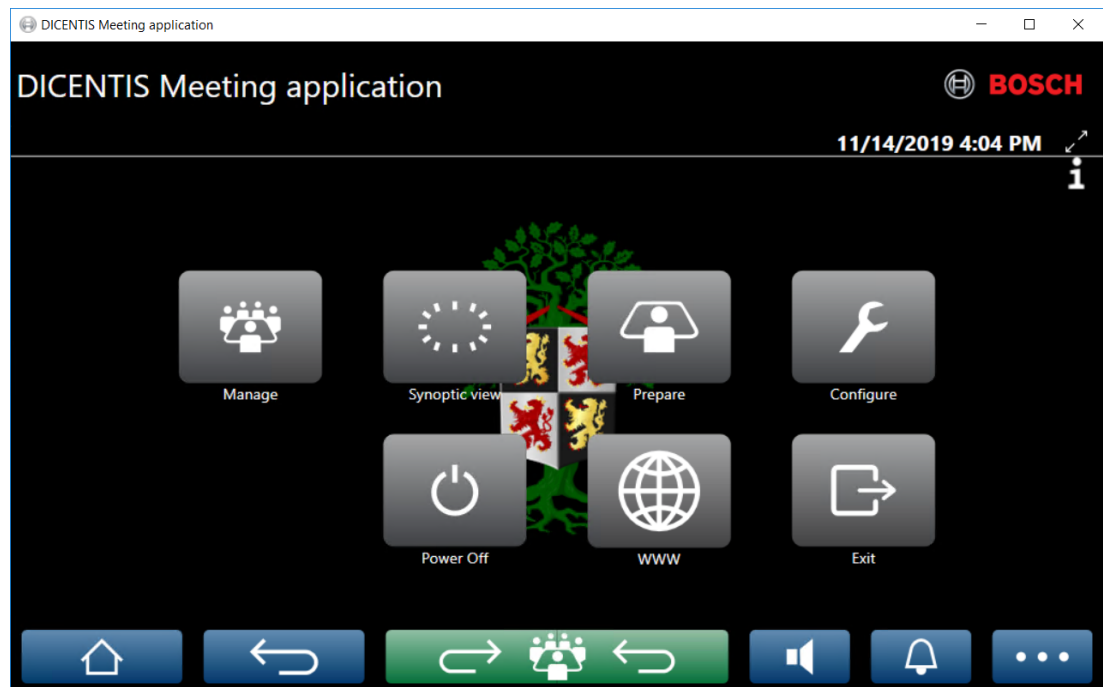 DICENTIS Meeting application
DICENTIS Meeting application
BOSCH
11/14/2019 4:04 PM
Manage
Synoptic view
Prepare
Configure
Power Off
WWW
Exit